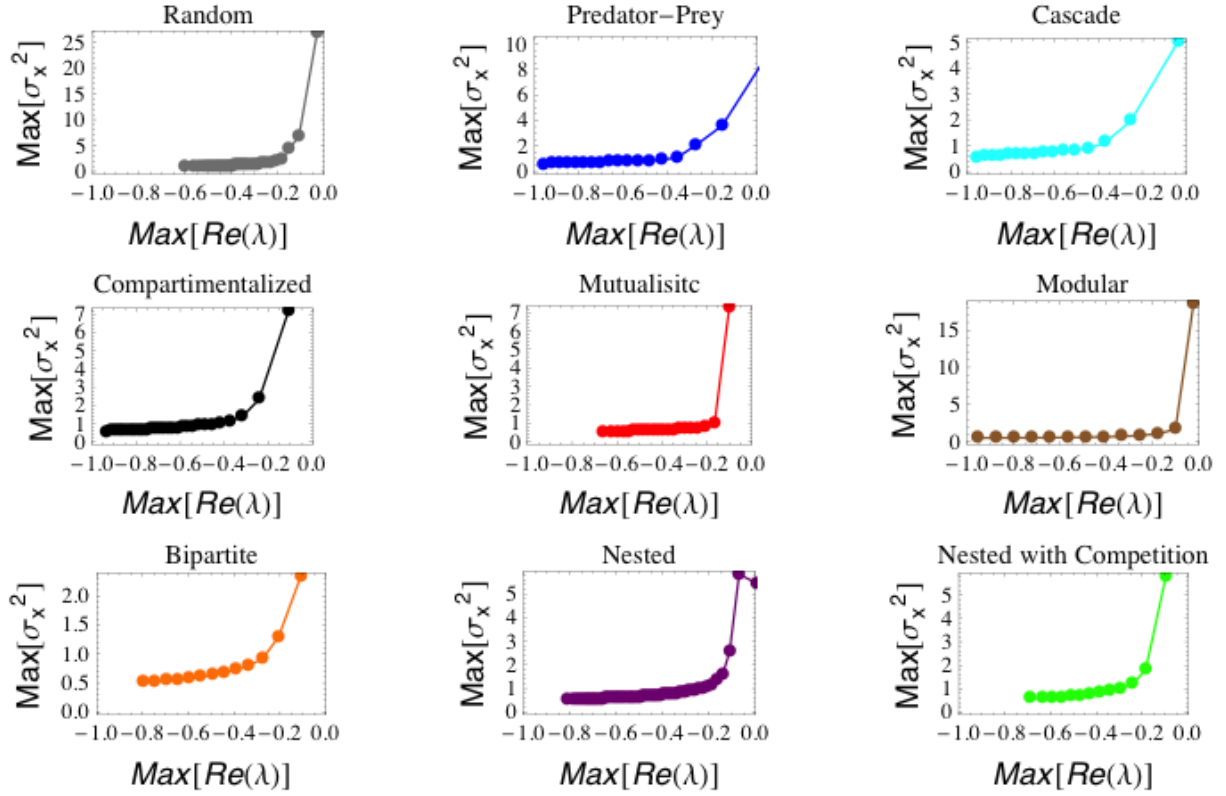 Random
Max[σx²]
25
20
15
10
5
0
−1.0 −0.8 −0.6 −0.4 −0.2 0.0
Max[Re(λ)]
Predator−Prey
Max[σx²]
10
8
6
4
2
0
−1.0 −0.8 −0.6 −0.4 −0.2 0.0
Max[Re(λ)]
Cascade
Max[σx²]
5
4
3
2
1
0
−1.0 −0.8 −0.6 −0.4 −0.2 0.0
Max[Re(λ)]
Compartimentalized
Max[σx²]
7
6
5
4
3
2
1
0
−1.0 −0.8 −0.6 −0.4 −0.2 0.0
Max[Re(λ)]
Mutualisitc
Max[σx²]
7
6
5
4
3
2
1
0
−1.0 −0.8 −0.6 −0.4 −0.2 0.0
Max[Re(λ)]
Modular
Max[σx²]
15
10
5
0
−1.0 −0.8 −0.6 −0.4 −0.2 0.0
Max[Re(λ)]
Bipartite
Max[σx²]
2.0
1.5
1.0
0.5
0.0
−1.0 −0.8 −0.6 −0.4 −0.2 0.0
Max[Re(λ)]
Nested
Max[σx²]
5
4
3
2
1
0
−1.0 −0.8 −0.6 −0.4 −0.2 0.0
Max[Re(λ)]
Nested with Competition
Max[σx²]
5
4
3
2
1
0
−1.0 −0.8 −0.6 −0.4 −0.2 0.0
Max[Re(λ)]